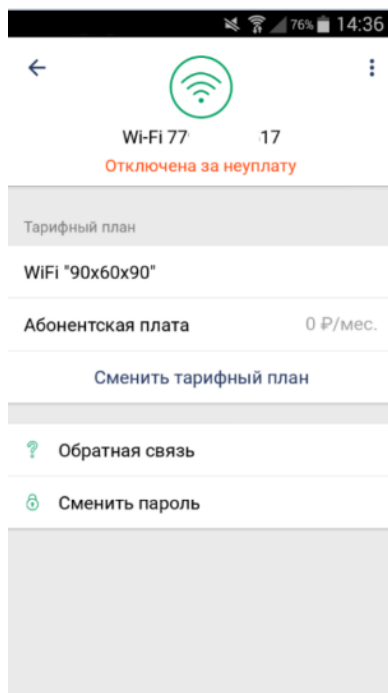 76% 14:36
Wi-Fi 77 17
Отключена за неуплату
Тарифный план
WiFi "90x60x90"
Абонентская плата 0 ₽/мес.
Сменить тарифный план
Обратная связь
Сменить пароль